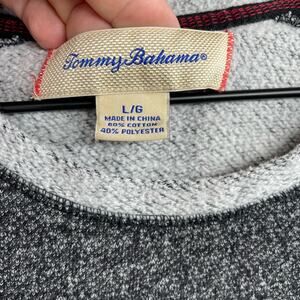 Tommy Bahama®
L/G
MADE IN CHINA
60% COTTON
40% POLYESTER